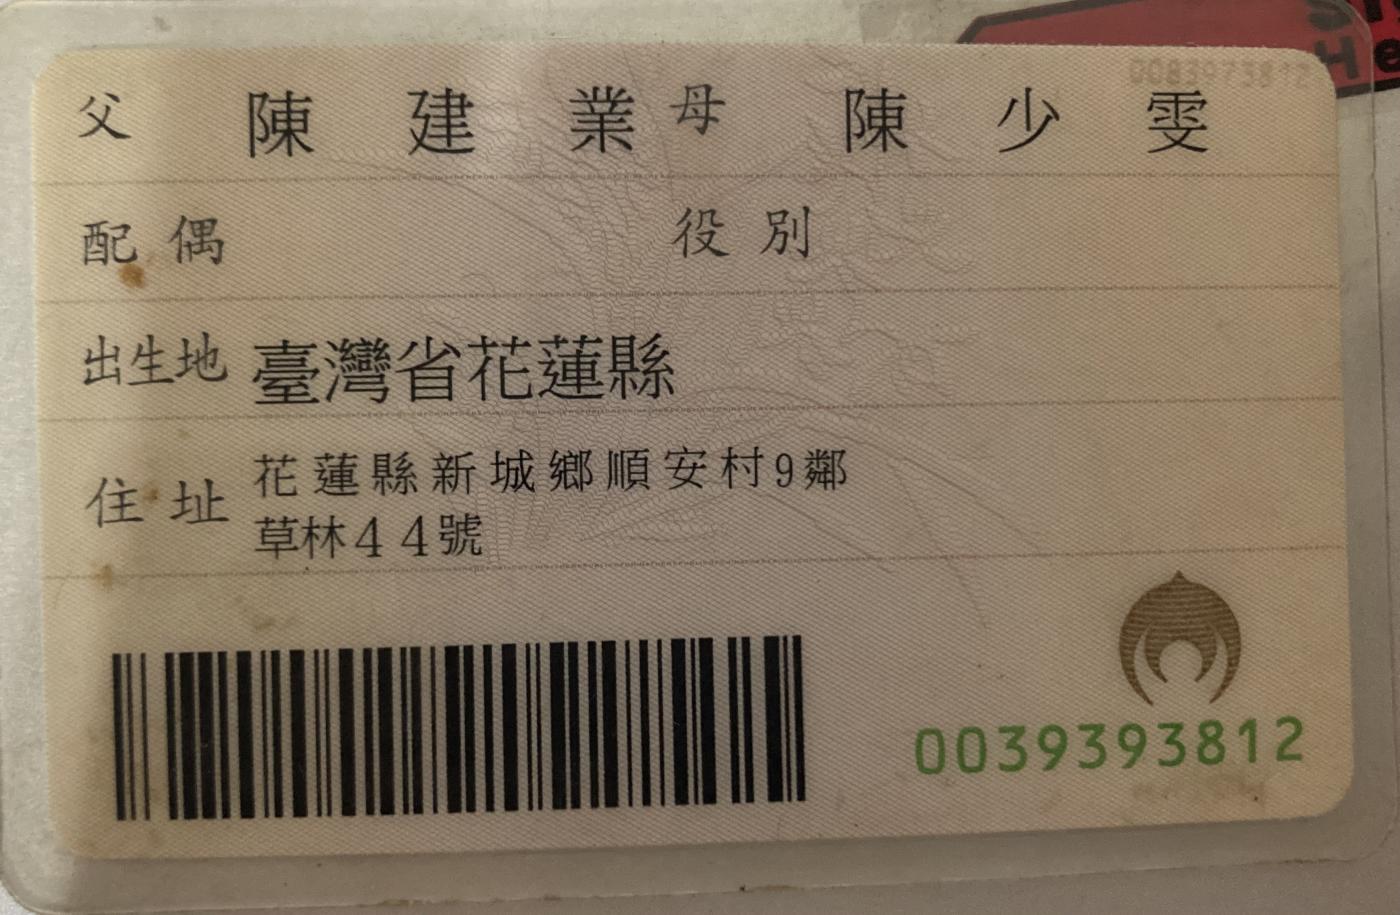 父 陳建業 母 陳少雯
配偶 役別
出生地 臺灣省花蓮縣
住址 花蓮縣新城鄉順安村9鄰
草林44號
0039393812